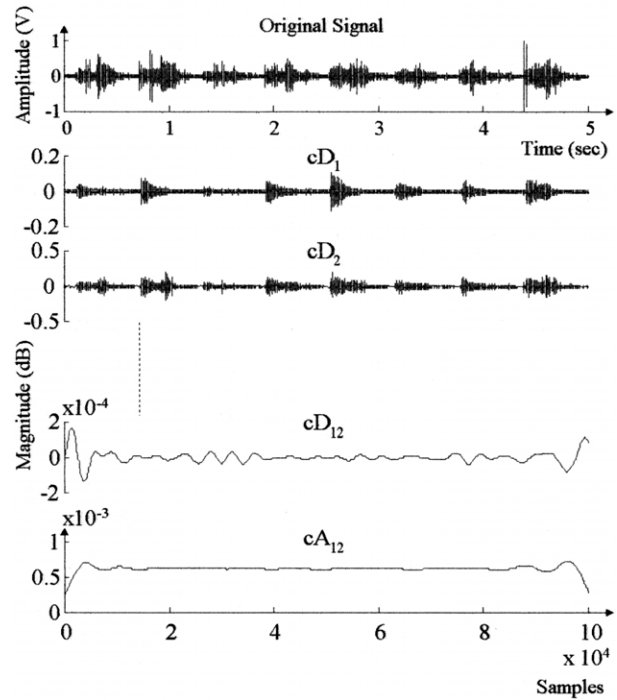 Original Signal
Amplitude (V)
1
0
-1
0 1 2 3 4 5
Time (sec)
cD1
0.2
0
-0.2
cD2
0.5
0
-0.5
Magnitude (dB)
x10-4
cD12
2
0
-2
x10-3
cA12
1
0.5
0
0 2 4 6 8 10
x 104
Samples